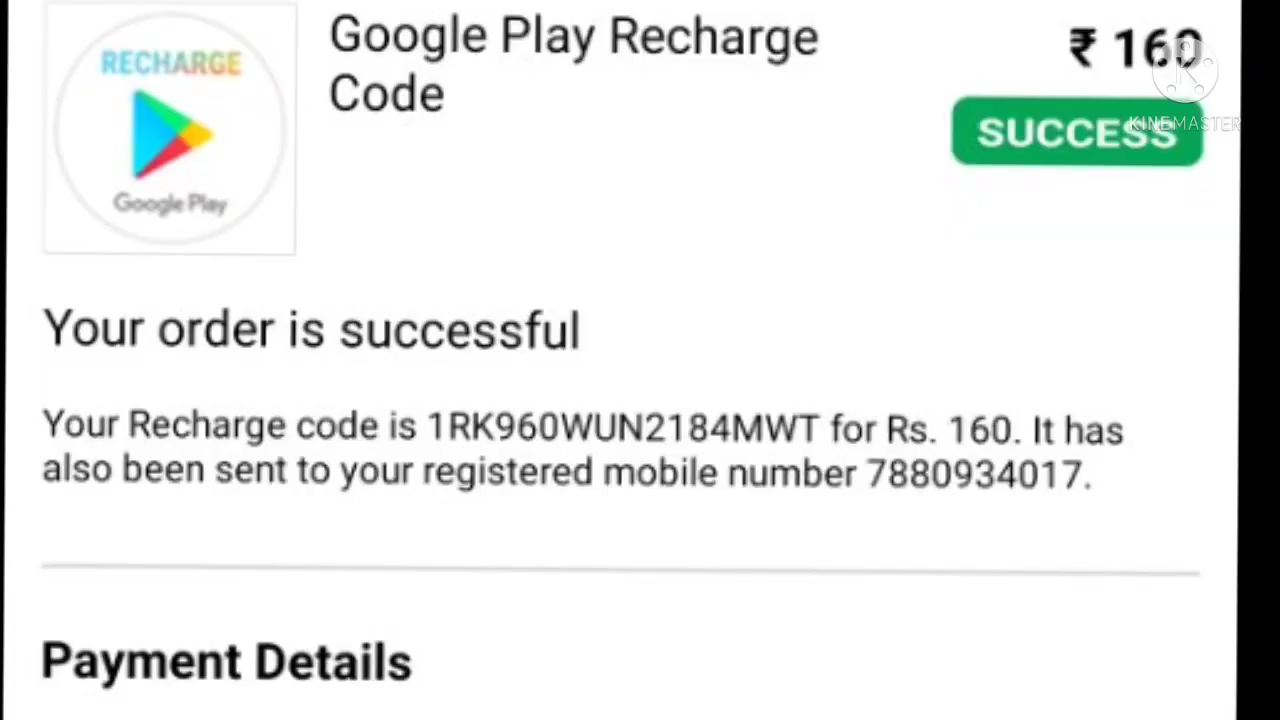 RECHARGE
Google Play
Google Play Recharge
Code
₹ 160
SUCCESS
KINEMASTER
Your order is successful
Your Recharge code is 1RK960WUN2184MWT for Rs. 160. It has
also been sent to your registered mobile number 7880934017.
Payment Details